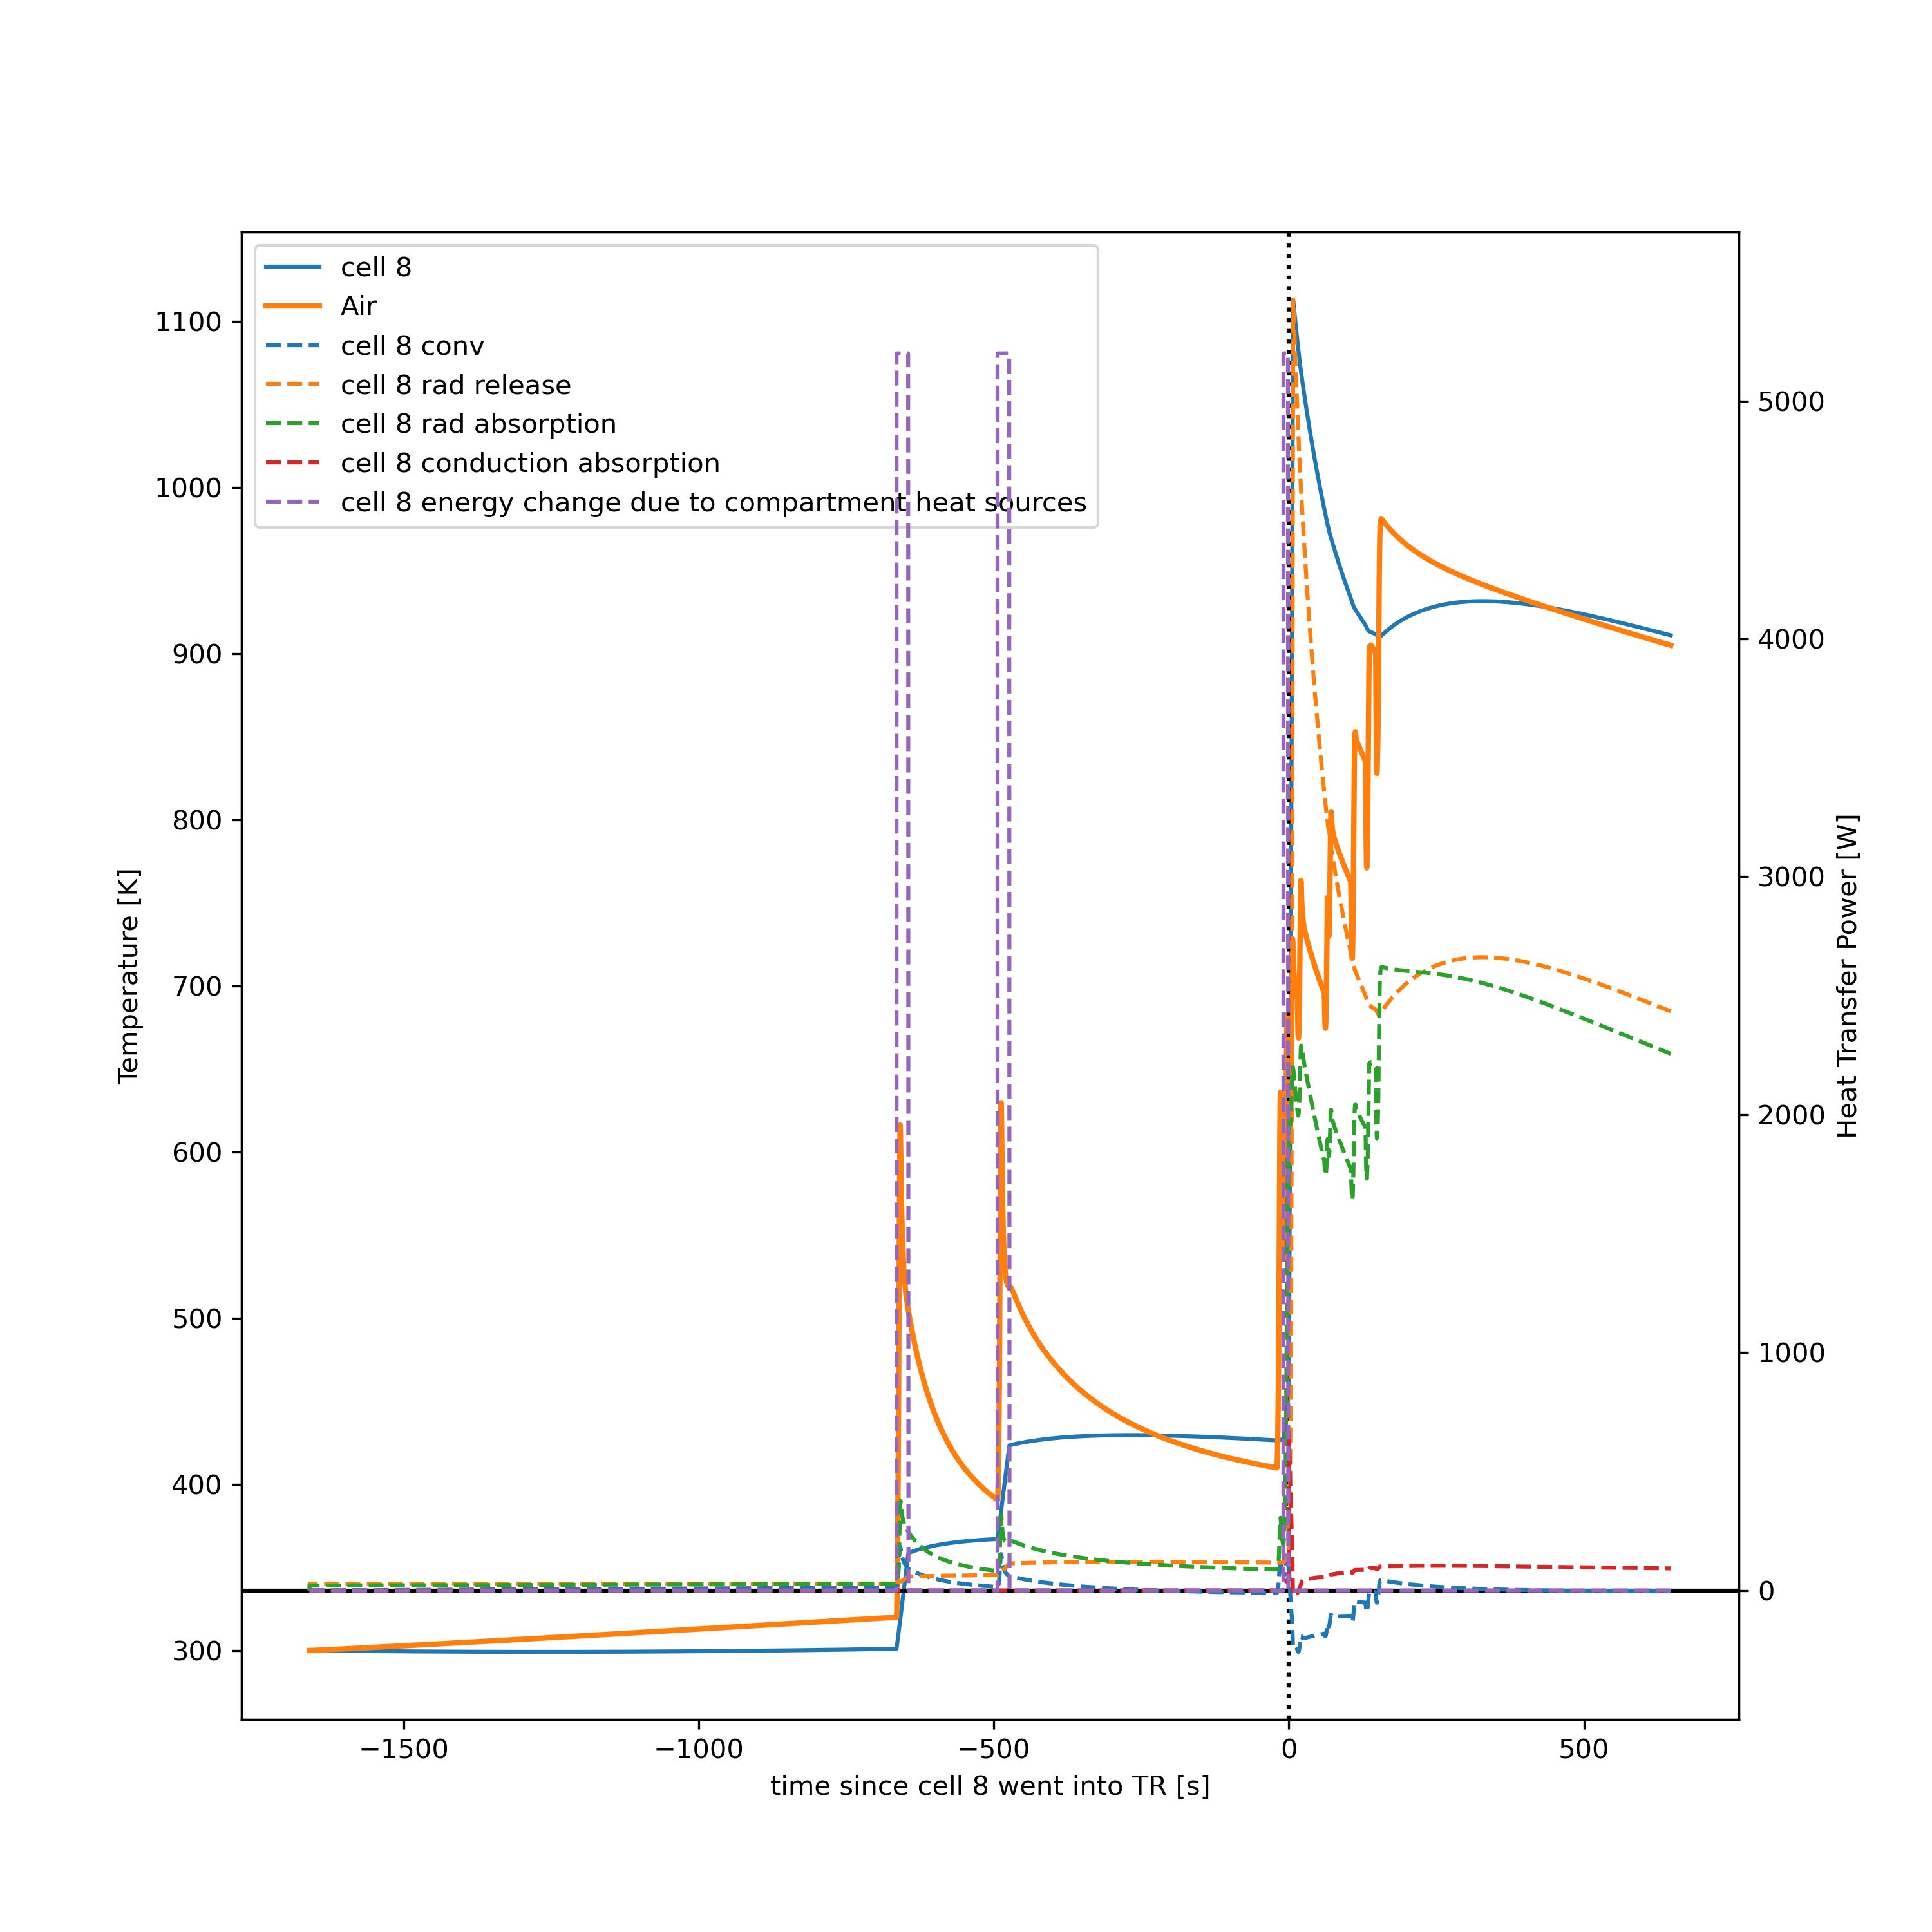 cell 8
Air
cell 8 conv
cell 8 rad release
cell 8 rad absorption
cell 8 conduction absorption
cell 8 energy change due to compartment heat sources
1100
1000
900
800
700
600
500
400
300
Temperature [K]
5000
4000
3000
2000
1000
0
Heat Transfer Power [W]
−1500
−1000
−500
0
500
time since cell 8 went into TR [s]